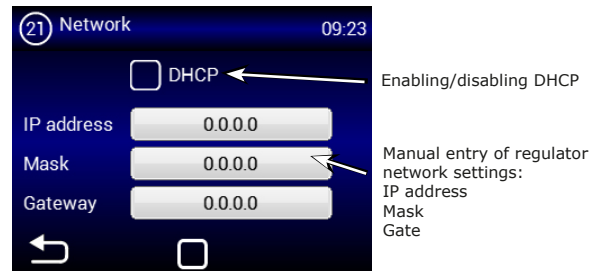 21 Network 09:23
DHCP
Enabling/disabling DHCP
IP address 0.0.0.0
Mask 0.0.0.0
Gateway 0.0.0.0
Manual entry of regulator
network settings:
IP address
Mask
Gate